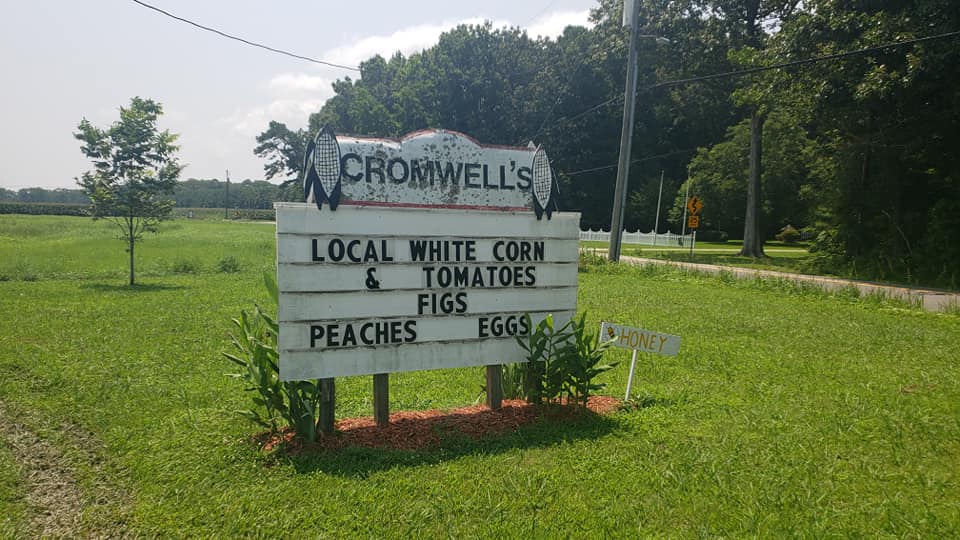 CROMWELL'S
LOCAL WHITE CORN
& TOMATOES
FIGS
PEACHES EGGS
HONEY